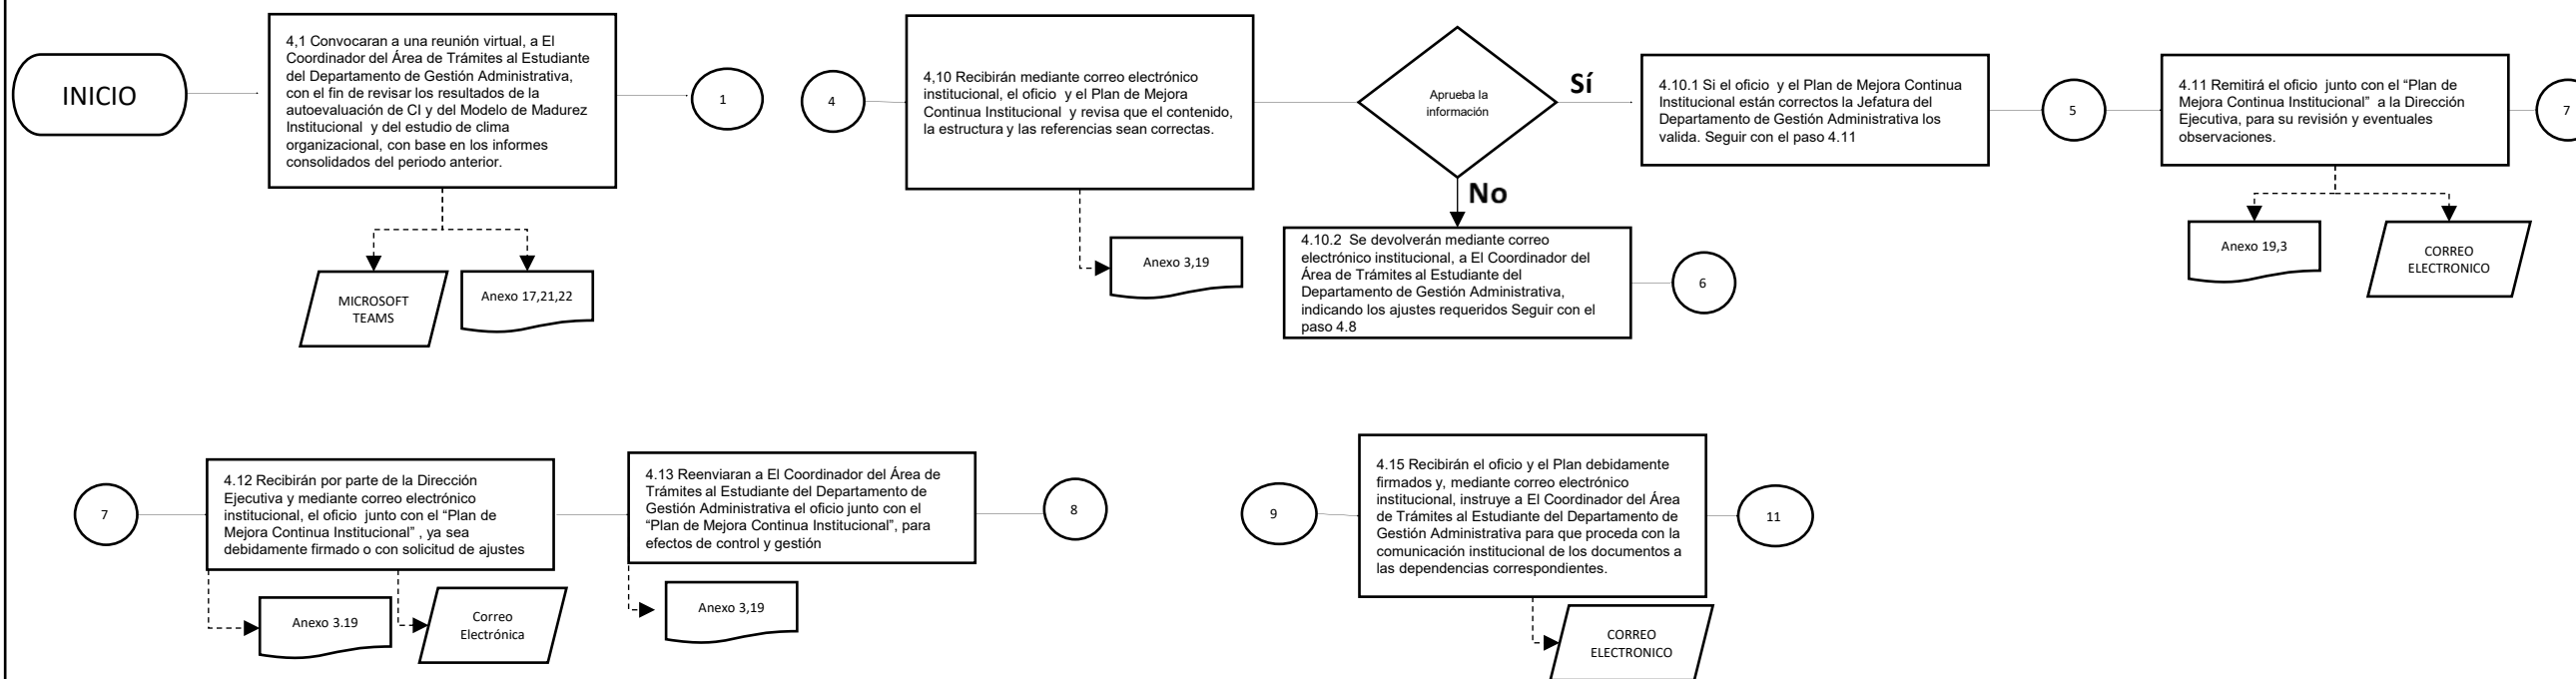 INICIO
4,1 Convocaran a una reunión virtual, a El
Coordinador del Área de Trámites al Estudiante
del Departamento de Gestión Administrativa,
con el fin de revisar los resultados de la
autoevaluación de CI y del Modelo de Madurez
Institucional y del estudio de clima
organizacional, con base en los informes
consolidados del periodo anterior.
MICROSOFT
TEAMS
Anexo 17,21,22
1
4
4,10 Recibirán mediante correo electrónico
institucional, el oficio y el Plan de Mejora
Continua Institucional y revisa que el contenido,
la estructura y las referencias sean correctas.
Anexo 3,19
Aprueba la
información
Sí
No
4.10.1 Si el oficio y el Plan de Mejora Continua
Institucional están correctos la Jefatura del
Departamento de Gestión Administrativa los
valida. Seguir con el paso 4.11
4.10.2 Se devolverán mediante correo
electrónico institucional, a El Coordinador del
Área de Trámites al Estudiante del
Departamento de Gestión Administrativa,
indicando los ajustes requeridos Seguir con el
paso 4.8
6
5
4.11 Remitirá el oficio junto con el “Plan de
Mejora Continua Institucional” a la Dirección
Ejecutiva, para su revisión y eventuales
observaciones.
7
Anexo 19,3
CORREO
ELECTRONICO
7
4.12 Recibirán por parte de la Dirección
Ejecutiva y mediante correo electrónico
institucional, el oficio junto con el “Plan de
Mejora Continua Institucional” , ya sea
debidamente firmado o con solicitud de ajustes
Anexo 3.19
Correo
Electrónica
4.13 Reenviaran a El Coordinador del Área de
Trámites al Estudiante del Departamento de
Gestión Administrativa el oficio junto con el
“Plan de Mejora Continua Institucional”, para
efectos de control y gestión
Anexo 3,19
8
9
4.15 Recibirán el oficio y el Plan debidamente
firmados y, mediante correo electrónico
institucional, instruye a El Coordinador del Área
de Trámites al Estudiante del Departamento de
Gestión Administrativa para que proceda con la
comunicación institucional de los documentos a
las dependencias correspondientes.
11
CORREO
ELECTRONICO